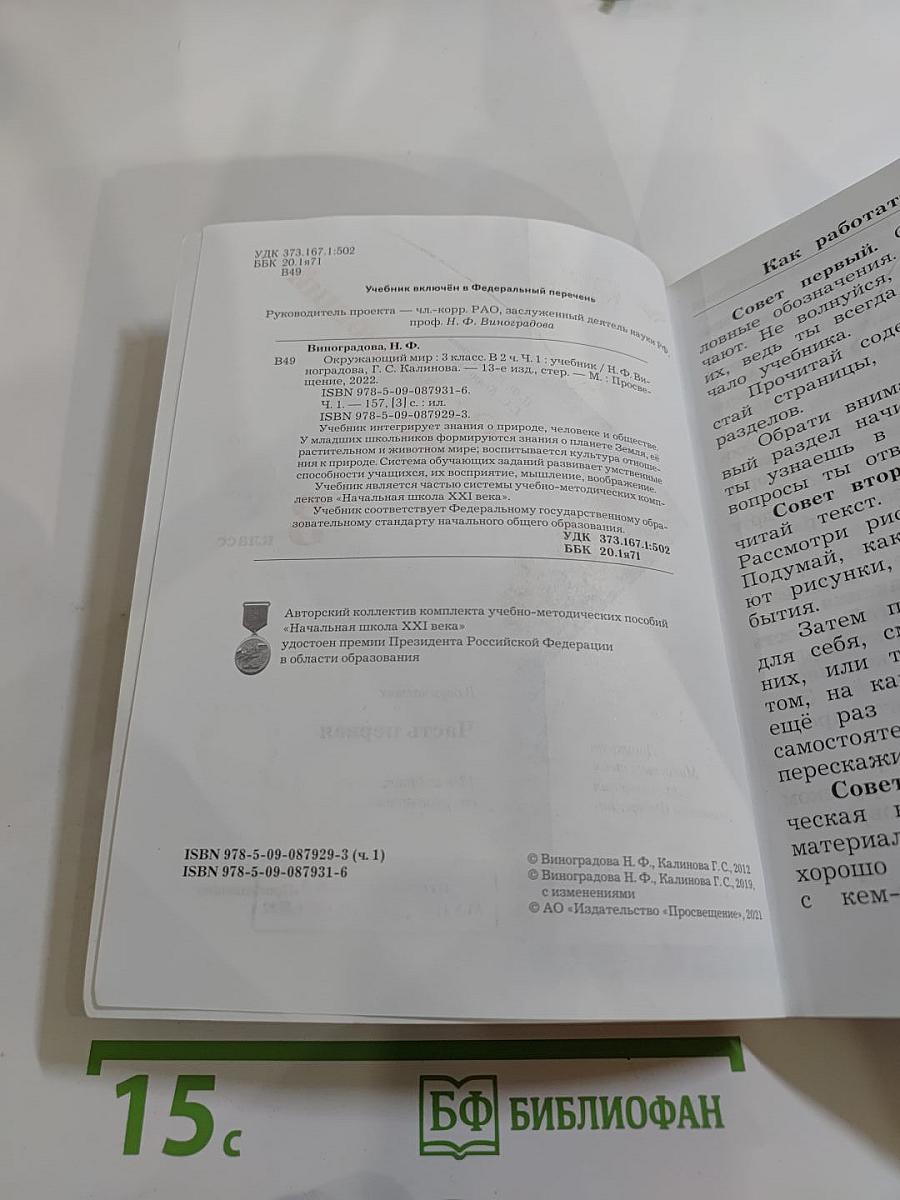 УДК 373.167.1:502
ББК 20.1я71
В49
Учебник включён в Федеральный перечень
Руководитель проекта — чл.-корр. РАО, заслуженный деятель науки РФ,
проф. Н. Ф. Виноградова
Виноградова, Н. Ф.
В49 Окружающий мир : 3 класс. В 2 ч. Ч. 1 : учебник / Н. Ф. Ви-
ноградова, Г. С. Калинова. — 13-е изд., стер. — М. : Просве-
щение, 2022.
ISBN 978-5-09-087931-6.
Ч. 1. — 157, [3] с. : ил.
ISBN 978-5-09-087929-3.
Учебник интегрирует знания о природе, человеке и обществе.
У младших школьников формируются знания о планете Земля, её
растительном и животном мире; воспитывается культура отноше-
ния к природе. Система обучающих заданий развивает умственные
способности учащихся, их восприятие, мышление, воображение.
Учебник является частью системы учебно-методических комп-
лектов «Начальная школа XXI века».
Учебник соответствует Федеральному государственному обра-
зовательному стандарту начального общего образования.
УДК 373.167.1:502
ББК 20.1я71
Авторский коллектив комплекта учебно-методических пособий
«Начальная школа XXI века»
удостоен премии Президента Российской Федерации
в области образования
ISBN 978-5-09-087929-3 (ч. 1)
ISBN 978-5-09-087931-6
© Виноградова Н. Ф., Калинова Г. С., 2012
© Виноградова Н. Ф., Калинова Г. С., 2019,
с изменениями
© АО «Издательство «Просвещение», 2021
Как работат
Совет первый.
ловные обозначения.
чают. Не волнуйся,
их, ведь ты всегда
чало учебника.
Прочитай соде
стай страницы,
разделов.
Обрати внима
вый раздел начи
ты узнаешь в
вопросы ты отв
Совет втор
читай текст.
Рассмотри рис
Подумай, как
ют рисунки,
бытия.
Затем п
для себя, с
них, или т
том, на ка
ещё раз
самостояте
перескажи
Совет
ческая
материал
хорошо
с кем-
15 с
БФ БИБЛИОФАН